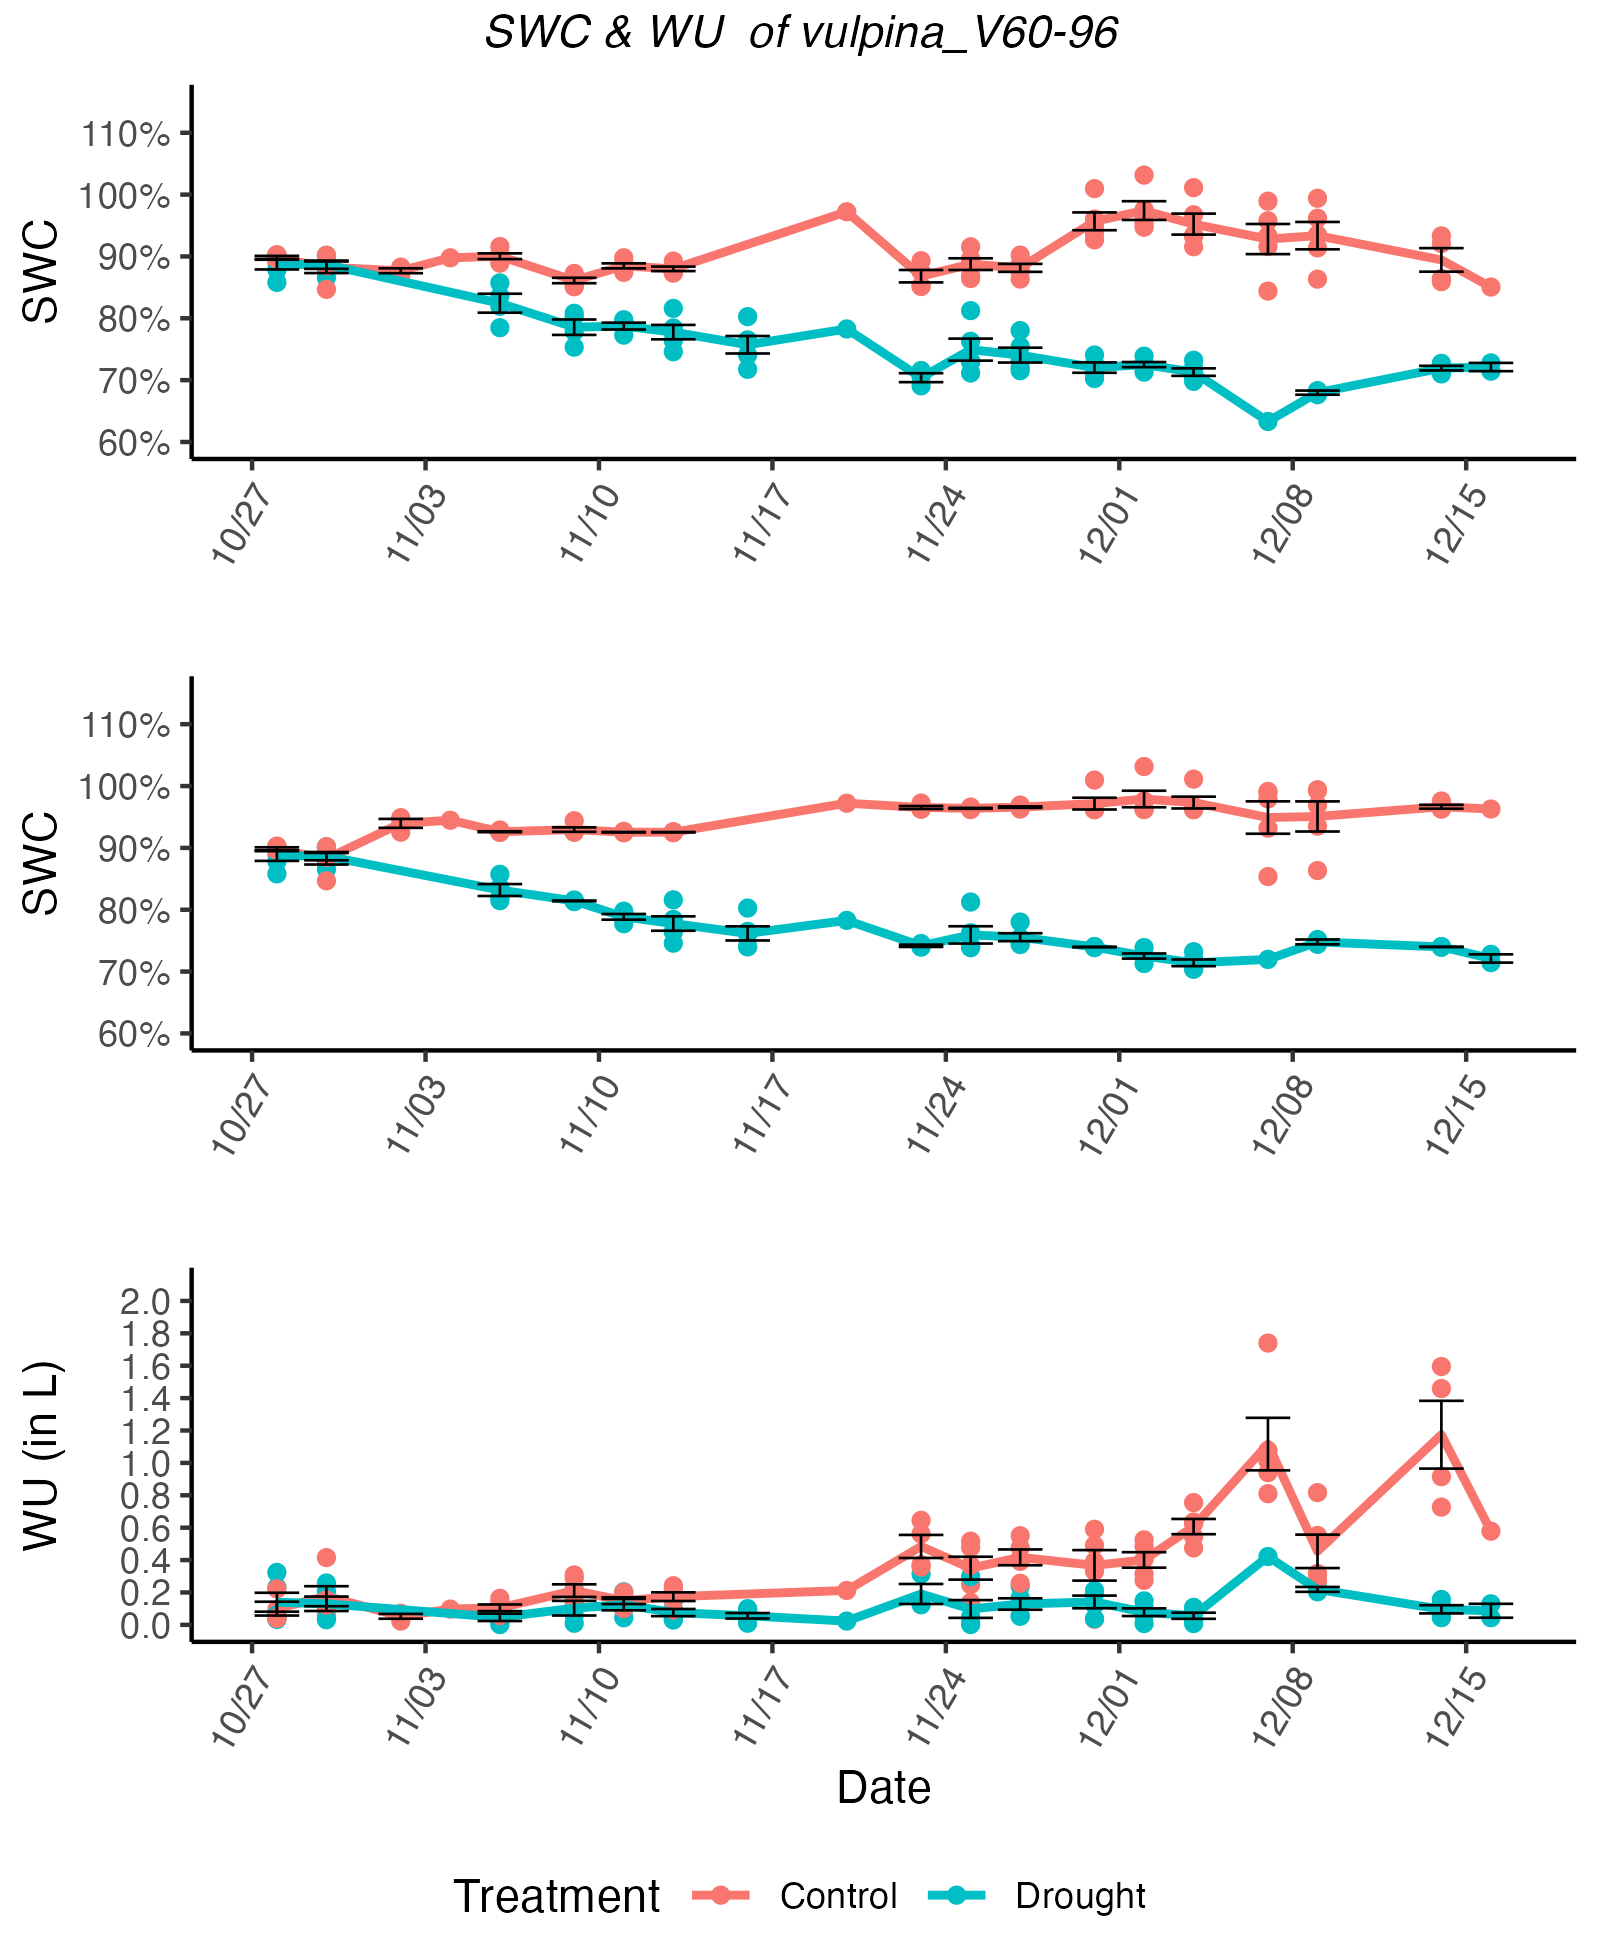 SWC & WU of vulpina_V60-96
SWC
110%
100%
90%
80%
70%
60%
10/27 11/03 11/10 11/17 11/24 12/01 12/08 12/15
SWC
110%
100%
90%
80%
70%
60%
10/27 11/03 11/10 11/17 11/24 12/01 12/08 12/15
WU (in L)
2.0
1.8
1.6
1.4
1.2
1.0
0.8
0.6
0.4
0.2
0.0
10/27 11/03 11/10 11/17 11/24 12/01 12/08 12/15
Date
Treatment Control Drought